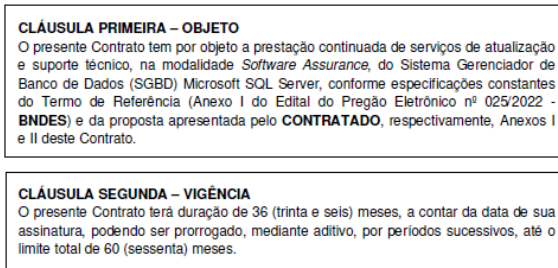 CLÁUSULA PRIMEIRA – OBJETO
O presente Contrato tem por objeto a prestação continuada de serviços de atualização
e suporte técnico, na modalidade Software Assurance, do Sistema Gerenciador de
Banco de Dados (SGBD) Microsoft SQL Server, conforme especificações constantes
do Termo de Referência (Anexo I do Edital do Pregão Eletrônico nº 025/2022 -
BNDES) e da proposta apresentada pelo CONTRATADO, respectivamente, Anexos I
e II deste Contrato.
CLÁUSULA SEGUNDA – VIGÊNCIA
O presente Contrato terá duração de 36 (trinta e seis) meses, a contar da data de sua
assinatura, podendo ser prorrogado, mediante aditivo, por períodos sucessivos, até o
limite total de 60 (sessenta) meses.